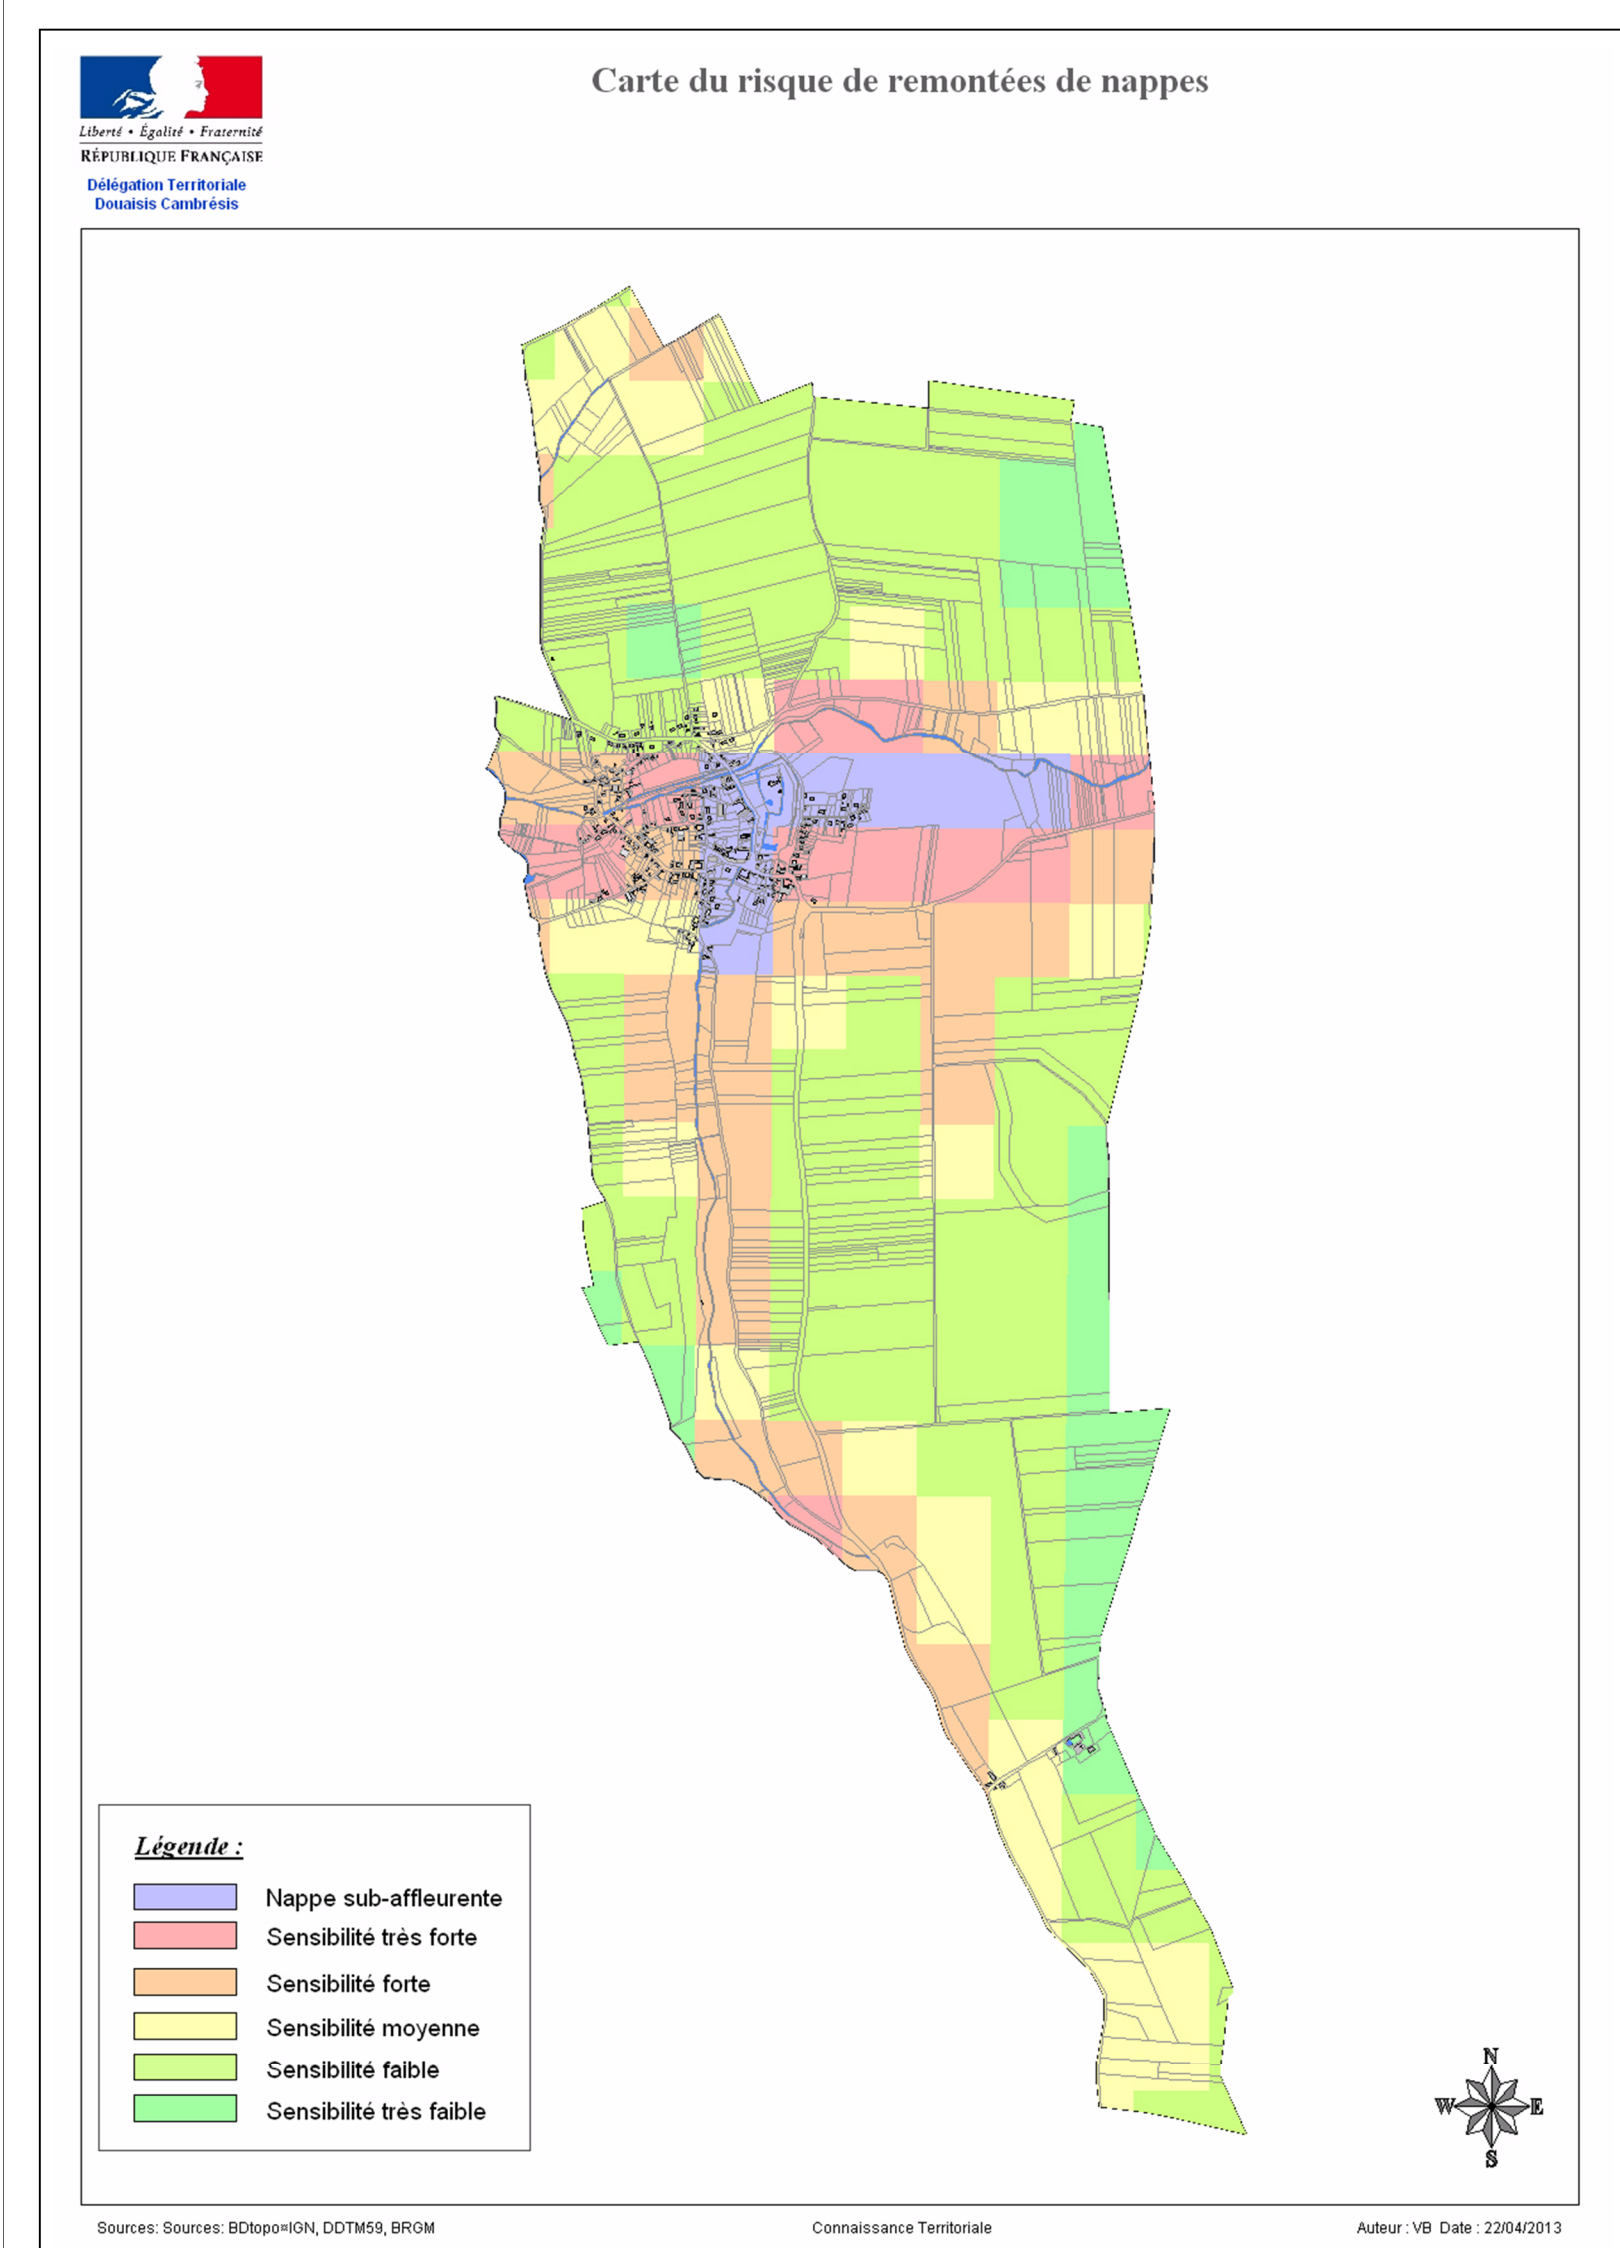 Carte du risque de remontées de nappes
Liberté • Égalité • Fraternité
RÉPUBLIQUE FRANÇAISE
Délégation Territoriale
Douaisis Cambrésis
Légende :
Nappe sub-affleurente
Sensibilité très forte
Sensibilité forte
Sensibilité moyenne
Sensibilité faible
Sensibilité très faible
N
W E
S
Sources: Sources: BDtopo¤IGN, DDTM59, BRGM
Connaissance Territoriale
Auteur : VB Date : 22/04/2013